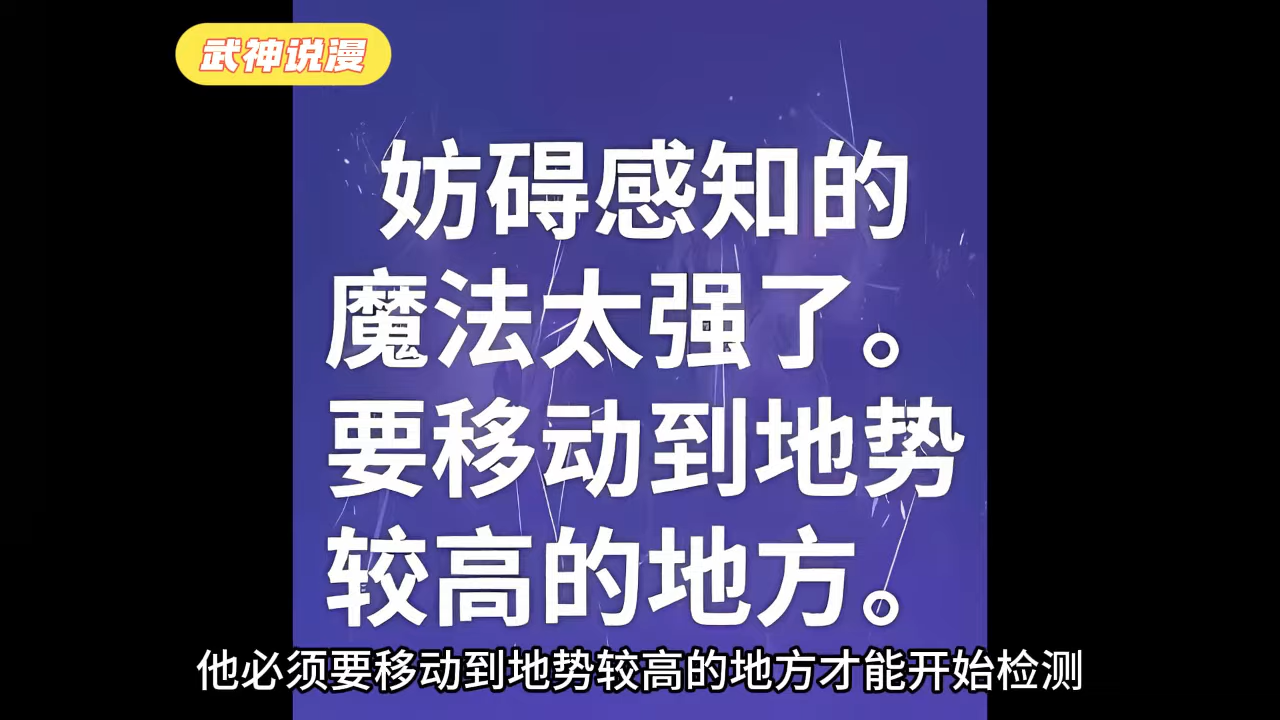 武神说漫
妨碍感知的
魔法太强了。
要移动到地势
较高的地方。
他必须要移动到地势较高的地方才能开始检测